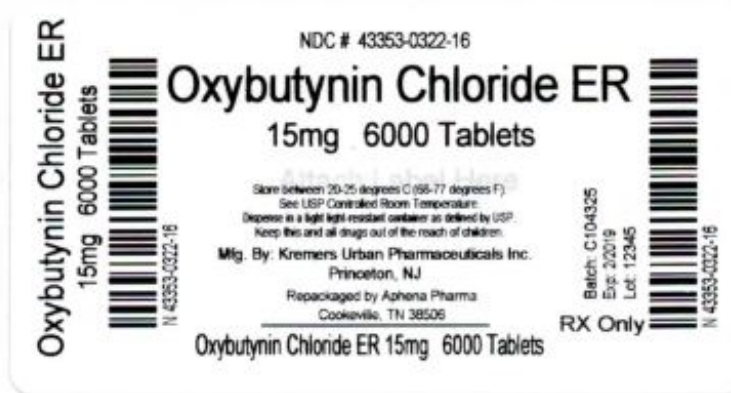 Oxybutynin Chloride ER
15mg 6000 Tablets
N 43353-0322-16
NDC # 43353-0322-16
Oxybutynin Chloride ER
15mg 6000 Tablets
Attach Label Here
Store between 20-25 degrees C (68-77 degrees F)
See USP Controlled Room Temperature.
Dispense in a tight light-resistant container as defined by USP.
Keep this and all drugs out of the reach of children.
Mfg. By: Kremers Urban Pharmaceuticals Inc.
Princeton, NJ
Repackaged by Aphena Pharma
Cookeville, TN 38506
Oxybutynin Chloride ER 15mg 6000 Tablets
Batch: C104325
Exp: 2/2019
Lot: 12345
RX Only
N 43353-0322-16